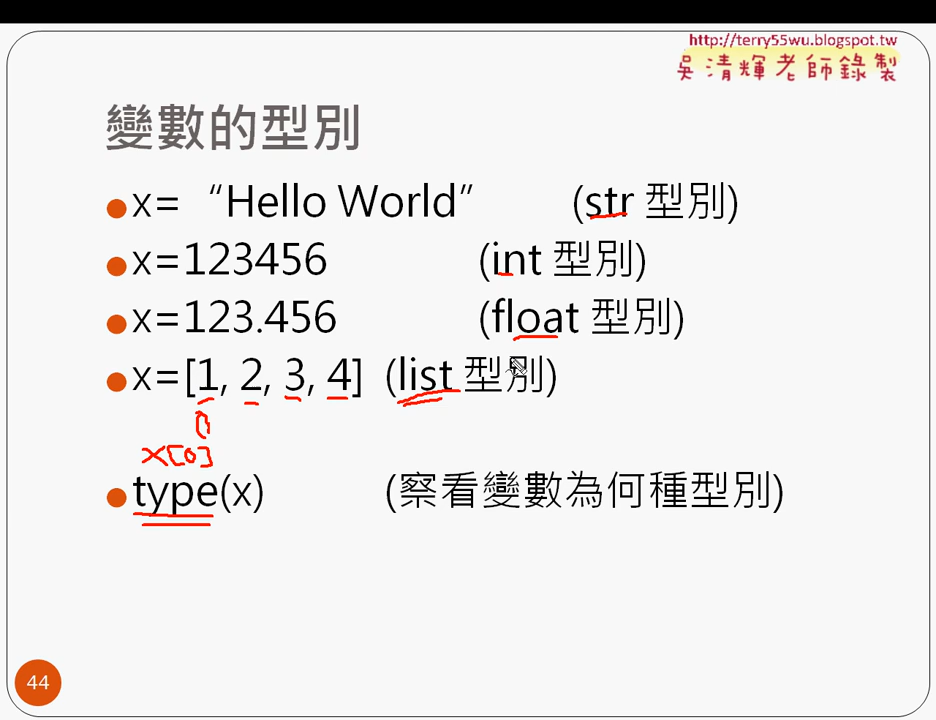 http://terry55wu.blogspot.tw
吳清輝老師錄製
變數的型別
●x= “Hello World” (str 型別)
●x=123456 (int 型別)
●x=123.456 (float 型別)
●x=[1, 2, 3, 4] (list 型別)
0
x[0]
●type(x) (察看變數為何種型別)
44